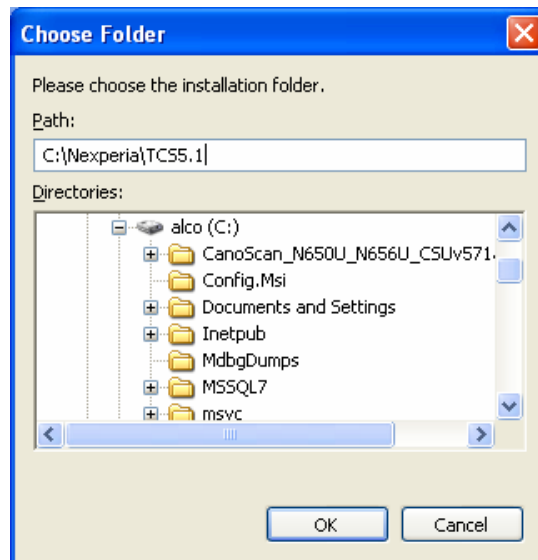 Choose Folder
Please choose the installation folder.
Path:
C:\Nexperia\TCS5.1
Directories:
alco (C:)
CanoScan_N650U_N656U_CSUv571.
Config.Msi
Documents and Settings
Inetpub
MdbgDumps
MSSQL7
msvc
OK
Cancel